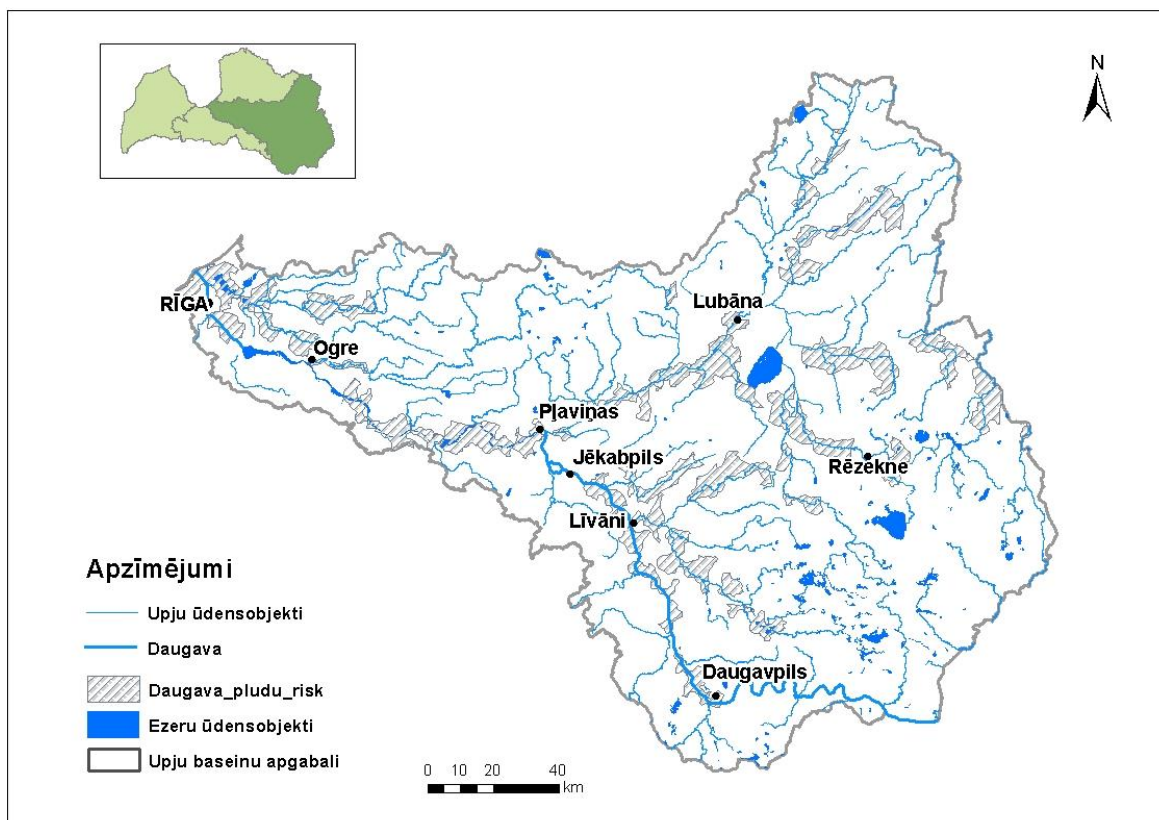 N
Lubāna
RĪGA
Ogre
Pļaviņas
Jēkabpils
Rēzekne
Līvāni
Daugavpils
Apzīmējumi
Upju ūdensobjekti
Daugava
Daugava_pludu_risk
Ezeru ūdensobjekti
Upju baseinu apgabali
0 10 20 40
km